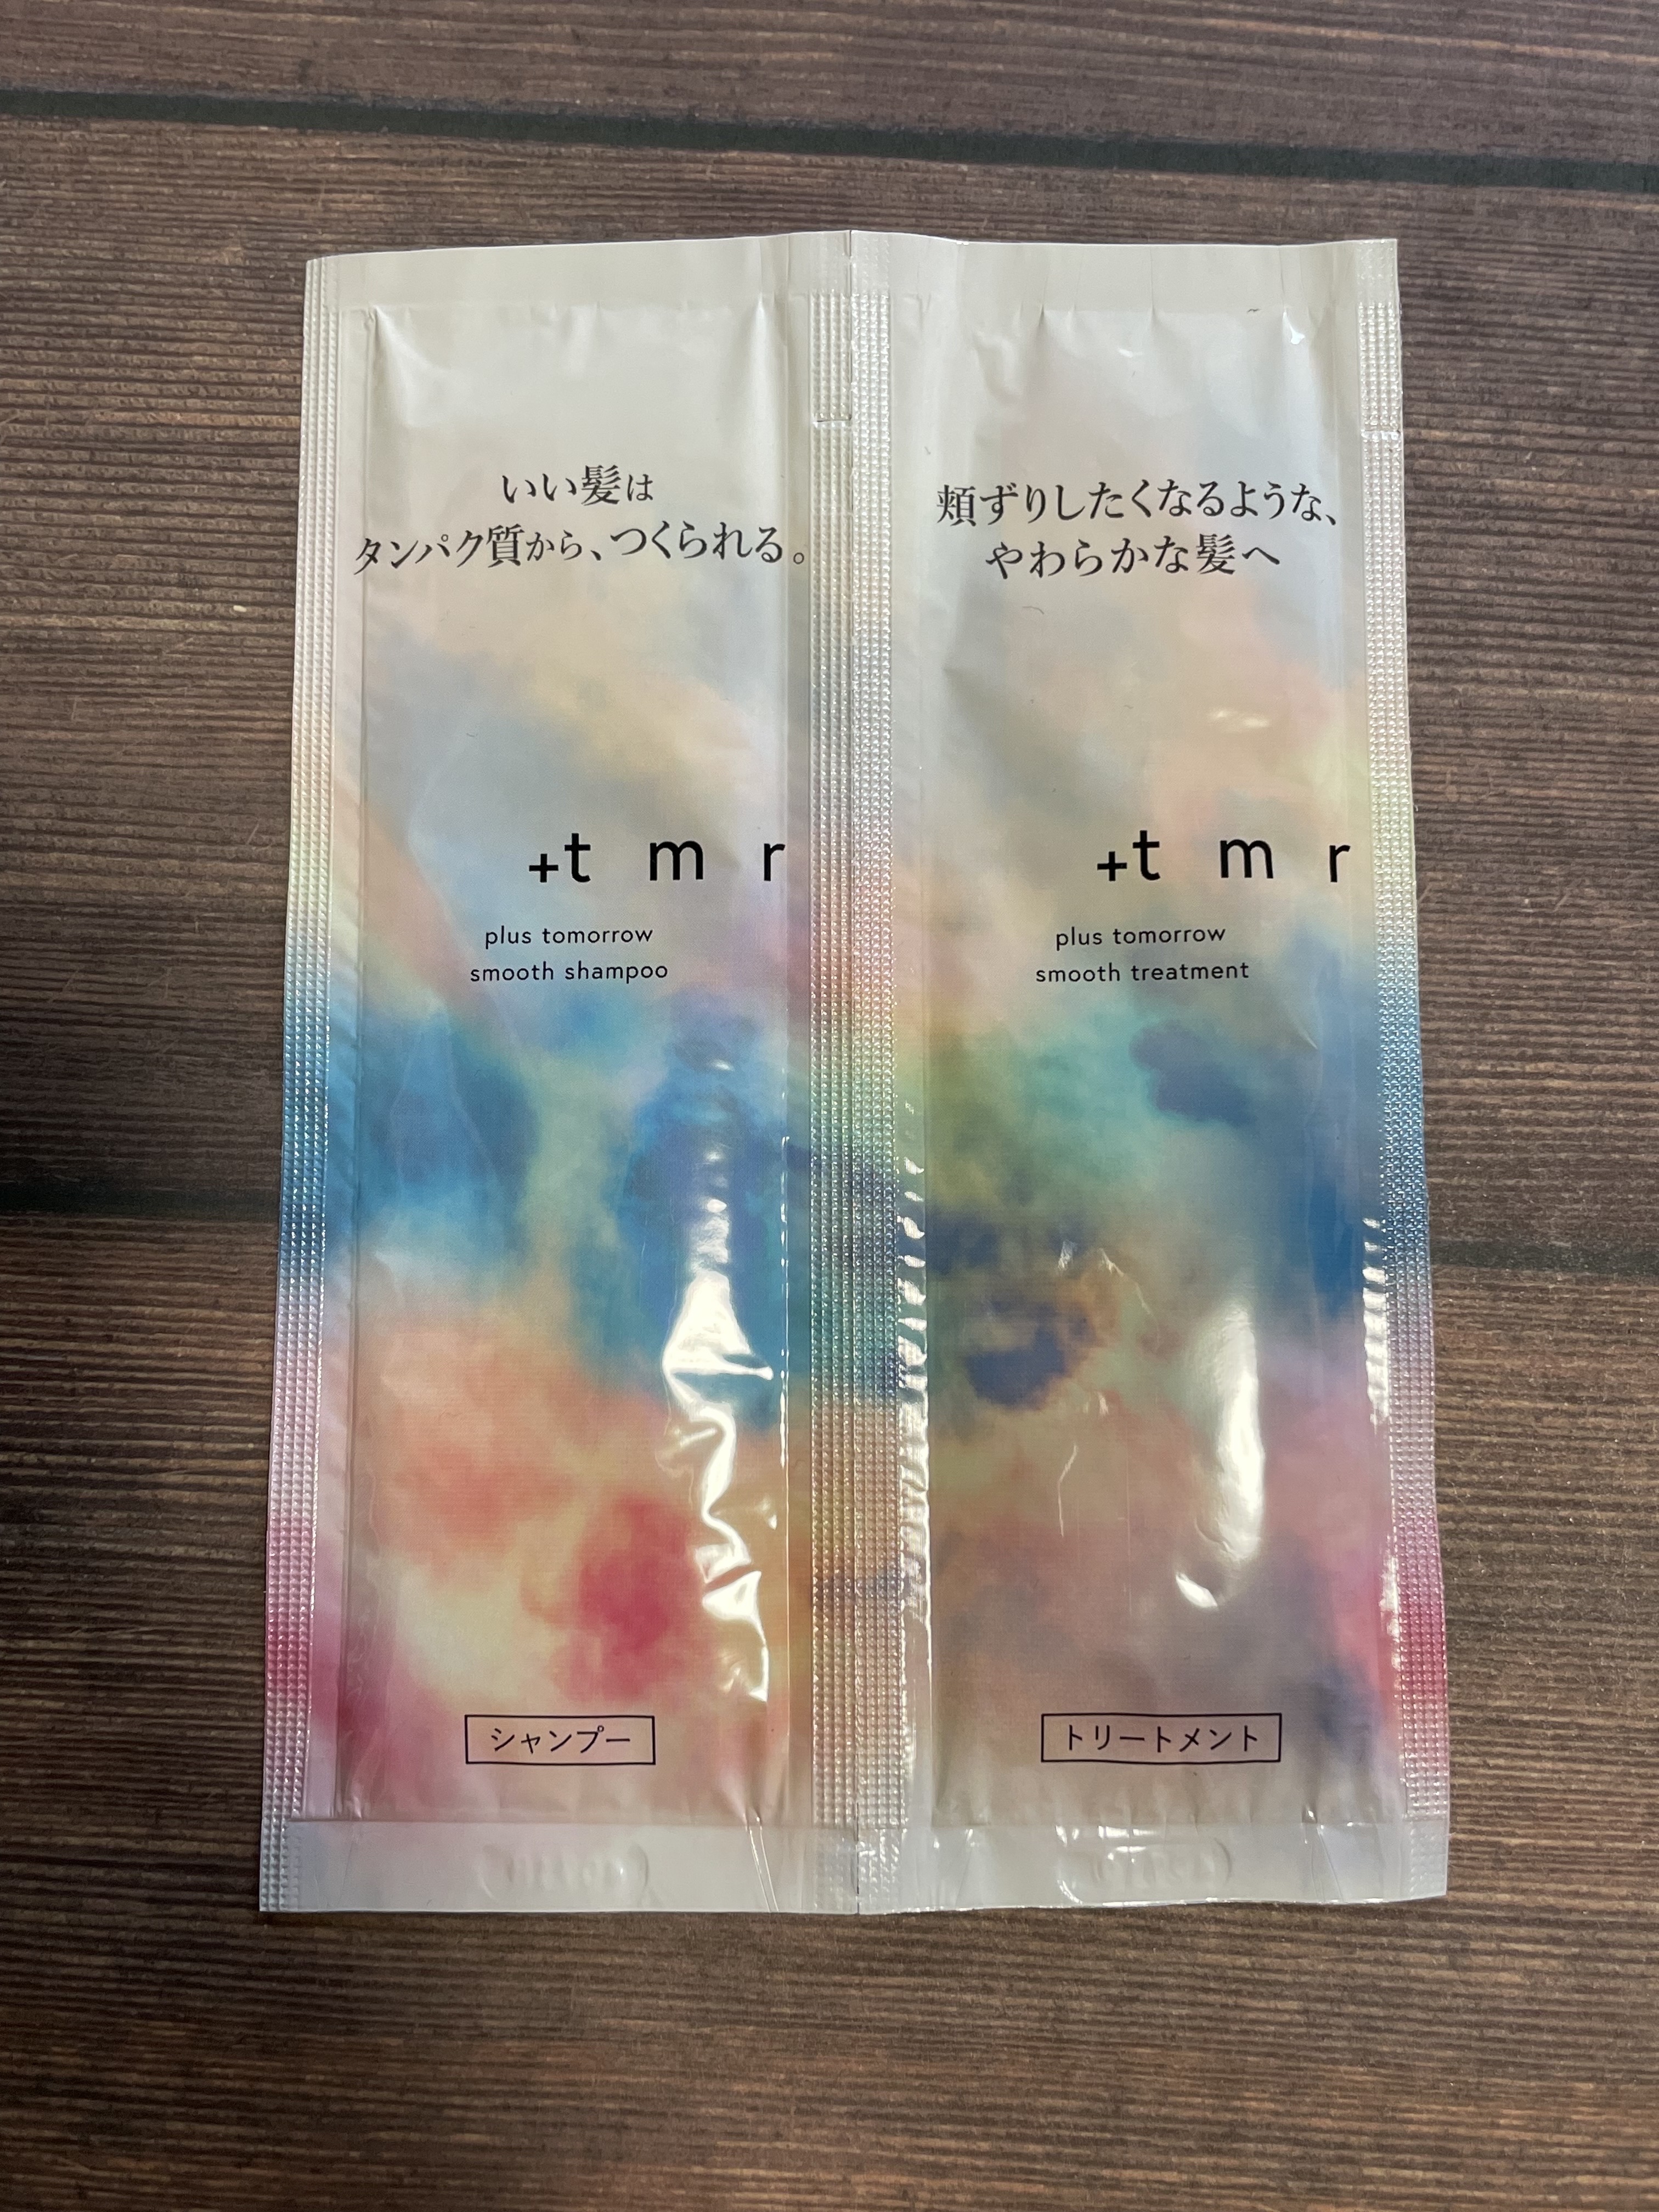 いい髪は
タンパク質から、つくられる。
+t m r
plus tomorrow
smooth shampoo
シャンプー
頬ずりしたくなるような、
やわらかな髪へ
+t m r
plus tomorrow
smooth treatment
トリートメント